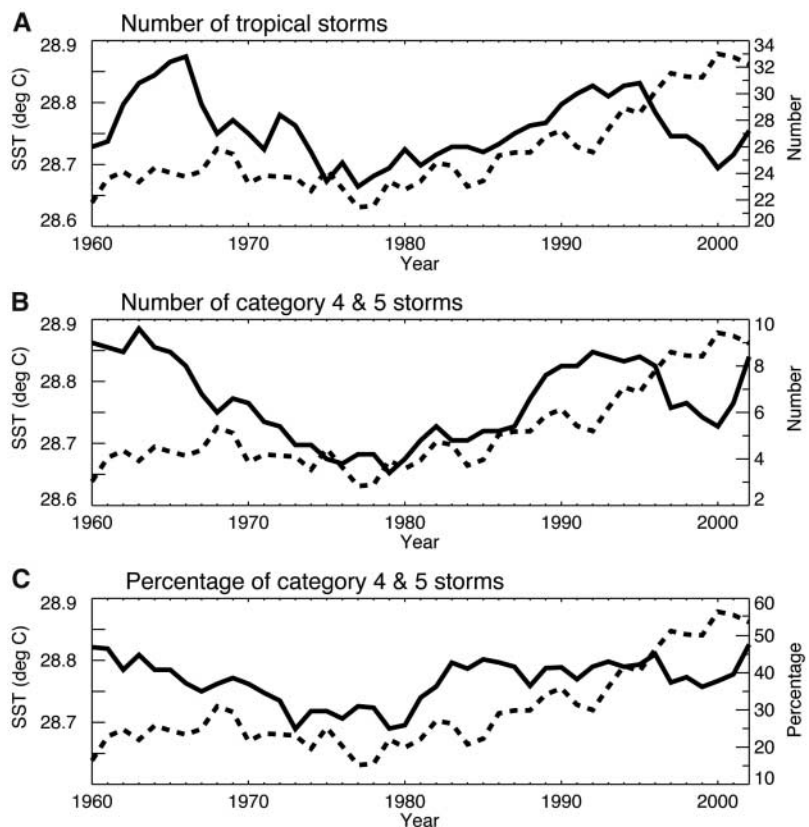 A Number of tropical storms
28.9
28.8
28.7
28.6
SST (deg C)
34
32
30
28
26
24
22
20
Number
1960 1970 1980 1990 2000
Year
B Number of category 4 & 5 storms
28.9
28.8
28.7
28.6
SST (deg C)
10
8
6
4
2
Number
1960 1970 1980 1990 2000
Year
C Percentage of category 4 & 5 storms
28.9
28.8
28.7
SST (deg C)
60
50
40
30
20
10
Percentage
1960 1970 1980 1990 2000
Year